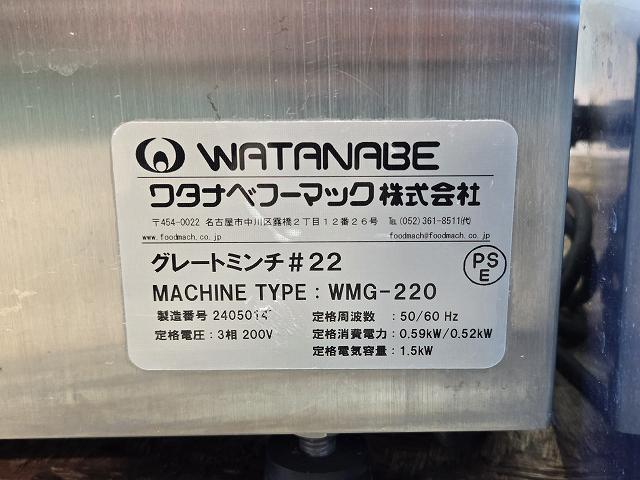 WATANABE
ワタナベフーマック株式会社
〒454-0022 名古屋市中川区露橋2丁目12番26号 ℡(052)361-8511(代)
www.foodmach.co.jp foodmach@foodmach.co.jp
グレートミンチ#22
PS
E
MACHINE TYPE : WMG-220
製造番号 2405014 定格周波数 : 50/60 Hz
定格電圧 : 3相 200V 定格消費電力 : 0.59kW/0.52kW
定格電気容量 : 1.5kW